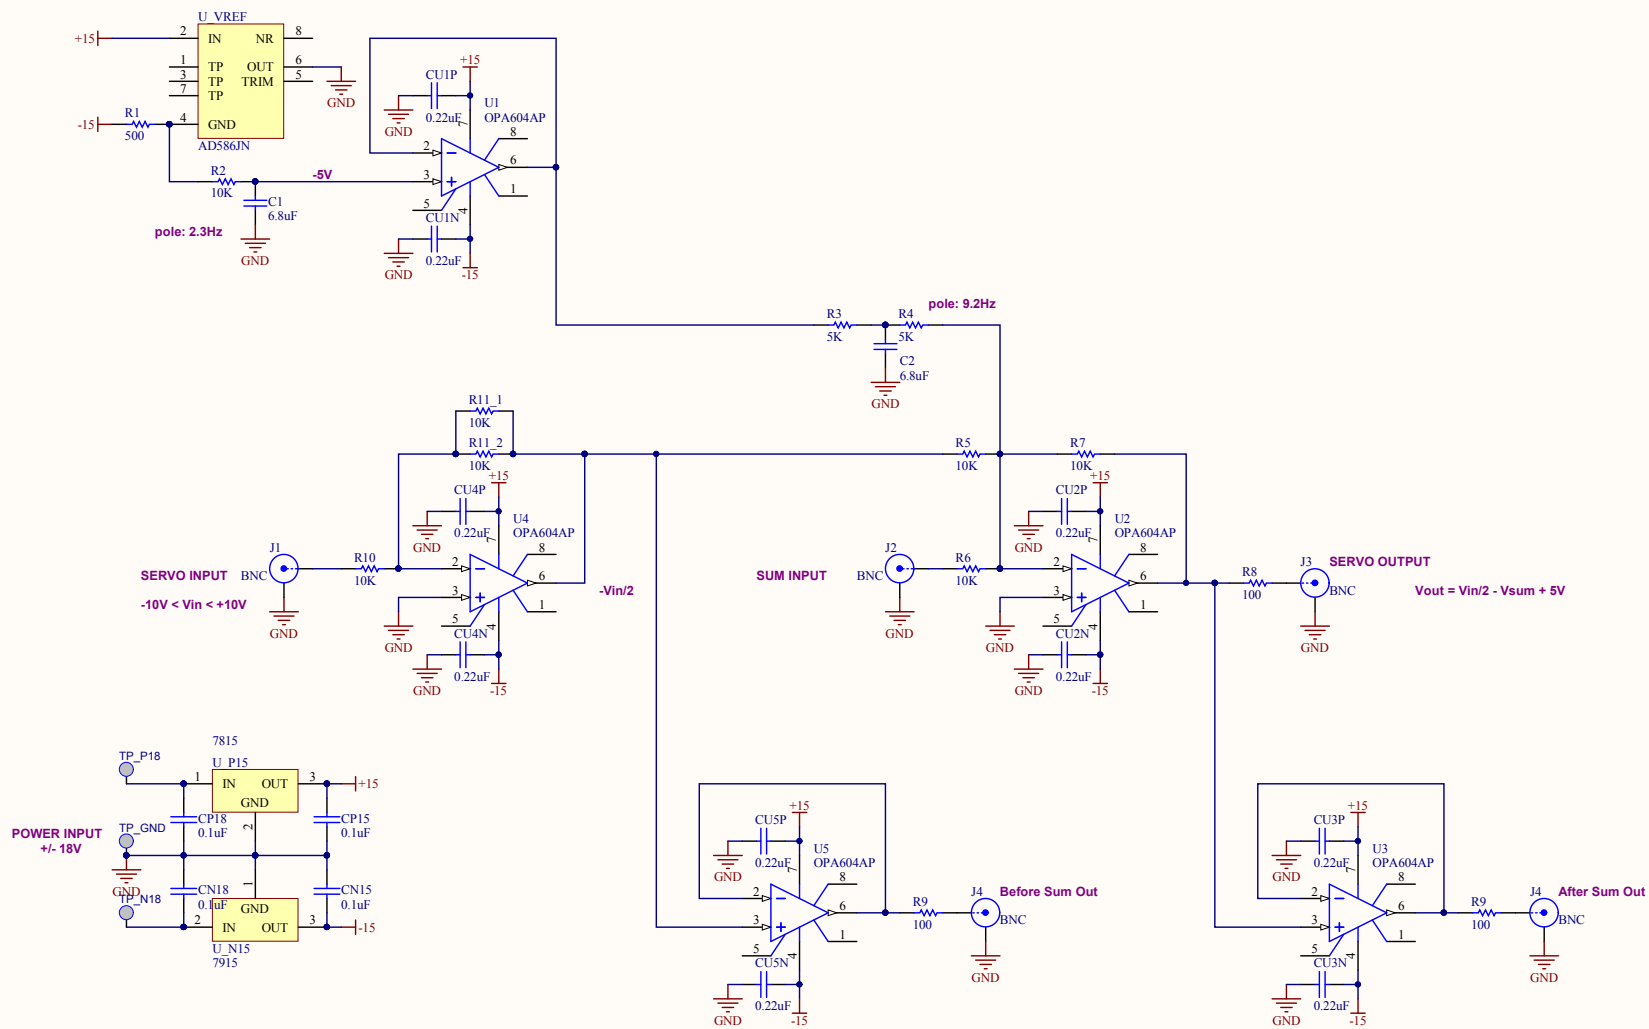 U_VREF
+15
2
IN
NR
8
1
TP
OUT
6
3
TP
TRIM
5
7
TP
GND
R1
-15
500
4
GND
AD586JN
R2
10K
-5V
C1
6.8uF
pole: 2.3Hz
GND
+15
CU1P
GND
0.22uF
7
U1
OPA604AP
8
2
6
3
1
5
4
CU1N
GND
0.22uF
-15
pole: 9.2Hz
R3
5K
R4
5K
C2
6.8uF
GND
R11_1
10K
R11_2
10K
+15
CU4P
GND
0.22uF
7
U4
OPA604AP
8
J1
BNC
R10
10K
2
6
SERVO INPUT
-10V < Vin < +10V
3
1
-Vin/2
GND
GND
5
4
CU4N
GND
0.22uF
-15
R5
10K
R7
10K
+15
CU2P
GND
0.22uF
7
U2
OPA604AP
8
J2
BNC
R6
10K
2
6
SUM INPUT
3
1
GND
GND
5
4
CU2N
GND
0.22uF
-15
R8
100
J3
BNC
SERVO OUTPUT
Vout = Vin/2 - Vsum + 5V
GND
7815
TP_P18
U_P15
1
IN
OUT
3
+15
GND
2
CP18
0.1uF
CP15
0.1uF
POWER INPUT
+/- 18V
TP_GND
GND
TP_N18
CN18
0.1uF
1
CN15
0.1uF
GND
2
IN
OUT
3
-15
U_N15
7915
+15
CU5P
GND
0.22uF
7
U5
OPA604AP
8
2
6
3
1
5
4
CU5N
GND
0.22uF
-15
R9
100
J4
BNC
Before Sum Out
GND
+15
CU3P
GND
0.22uF
7
U3
OPA604AP
8
2
6
3
1
5
4
CU3N
GND
0.22uF
-15
R9
100
J4
BNC
After Sum Out
GND